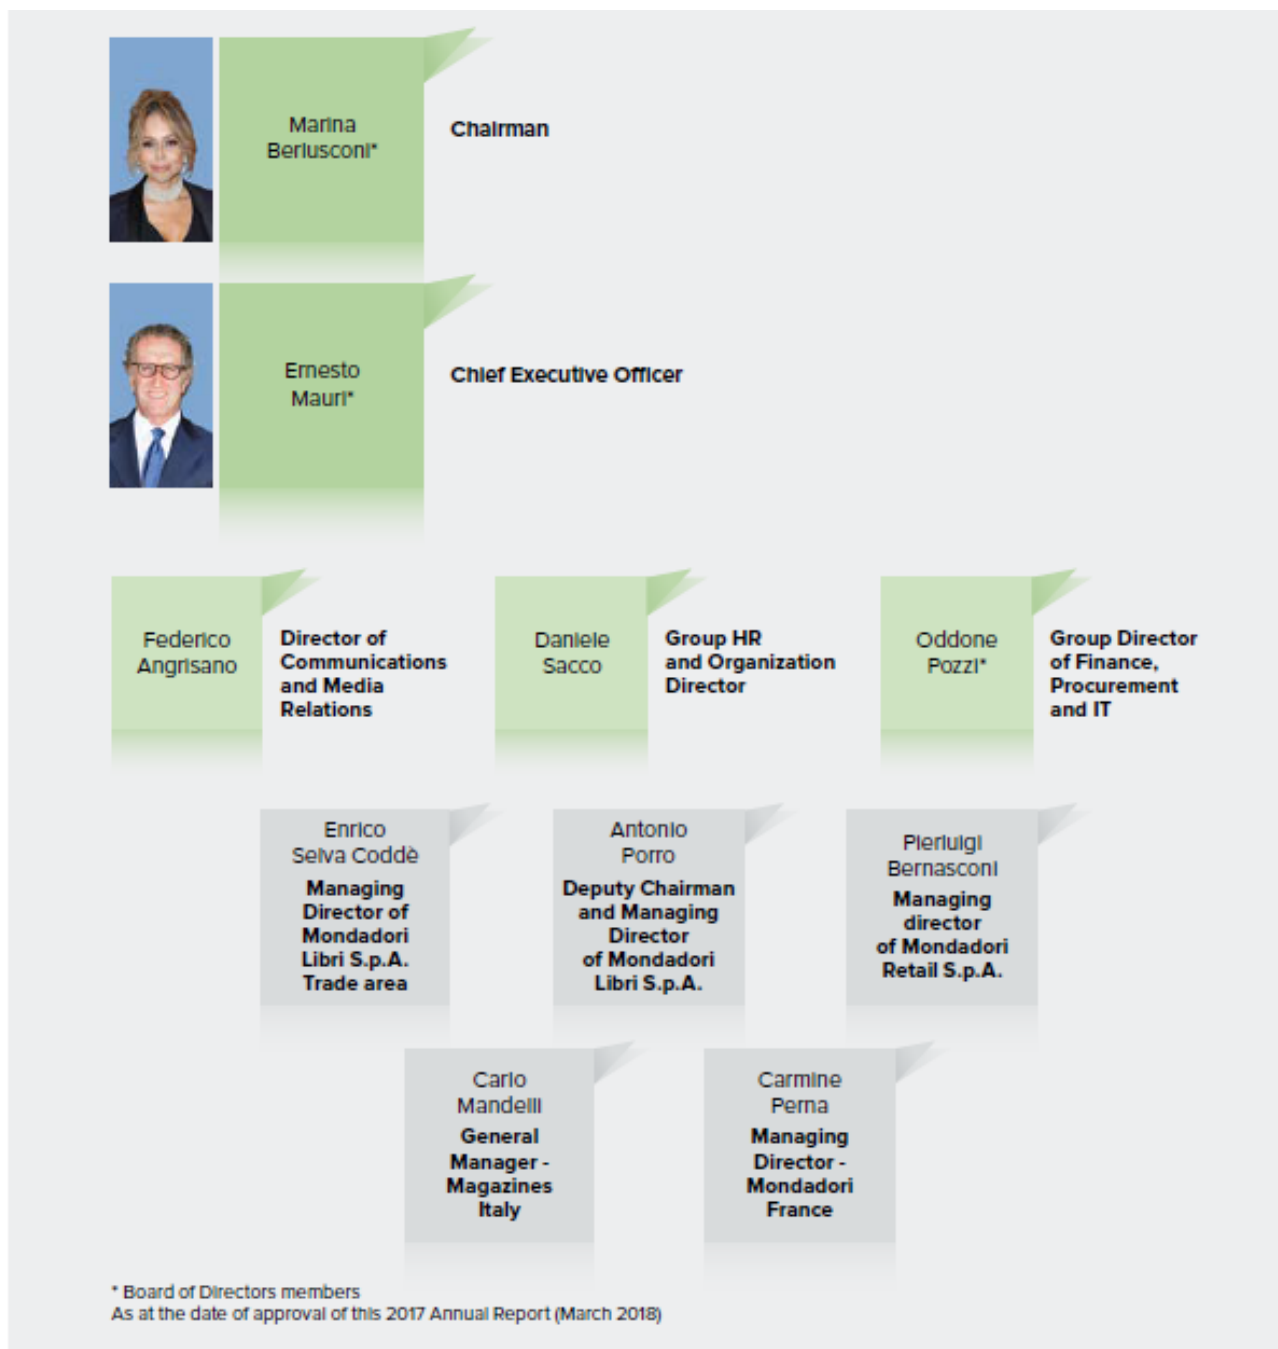 Marina
Berlusconi*
Chairman
Ernesto
Mauri*
Chief Executive Officer
Federico
Angrisano
Director of
Communications
and Media
Relations
Daniele
Sacco
Group HR
and Organization
Director
Oddone
Pozzi*
Group Director
of Finance,
Procurement
and IT
Enrico
Selva Coddè
Managing
Director of
Mondadori
Libri S.p.A.
Trade area
Antonio
Porro
Deputy Chairman
and Managing
Director
of Mondadori
Libri S.p.A.
Pierluigi
Bernasconi
Managing
director
of Mondadori
Retail S.p.A.
Carlo
Mandelli
General
Manager -
Magazines
Italy
Carmine
Perna
Managing
Director -
Mondadori
France
* Board of Directors members
As at the date of approval of this 2017 Annual Report (March 2018)